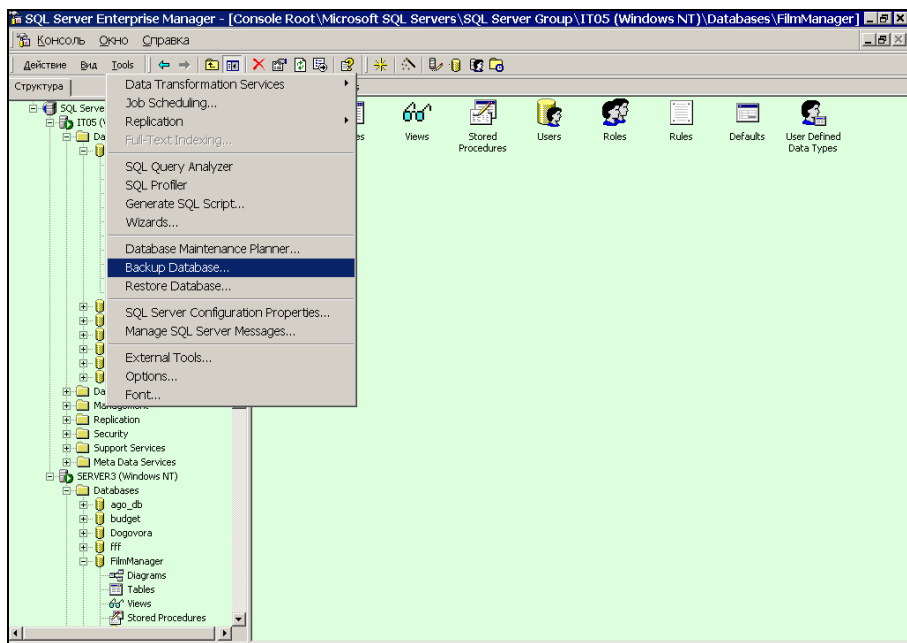 SQL Server Enterprise Manager - [Console Root\Microsoft SQL Servers\SQL Server Group\IT05 (Windows NT)\Databases\FilmManager]
Консоль Окно Справка
Действие Вид Tools
Структура
Data Transformation Services
Job Scheduling...
Replication
Full-Text Indexing...
SQL Query Analyzer
SQL Profiler
Generate SQL Script...
Wizards...
Database Maintenance Planner...
Backup Database...
Restore Database...
SQL Server Configuration Properties...
Manage SQL Server Messages...
External Tools...
Options...
Font...
Views
Stored
Procedures
Users
Roles
Rules
Defaults
User Defined
Data Types
SQL Serve
IT05 (
Da
Da
Management
Replication
Security
Support Services
Meta Data Services
SERVER3 (Windows NT)
Databases
ago_db
budget
Dogovora
fff
FilmManager
Diagrams
Tables
Views
Stored Procedures